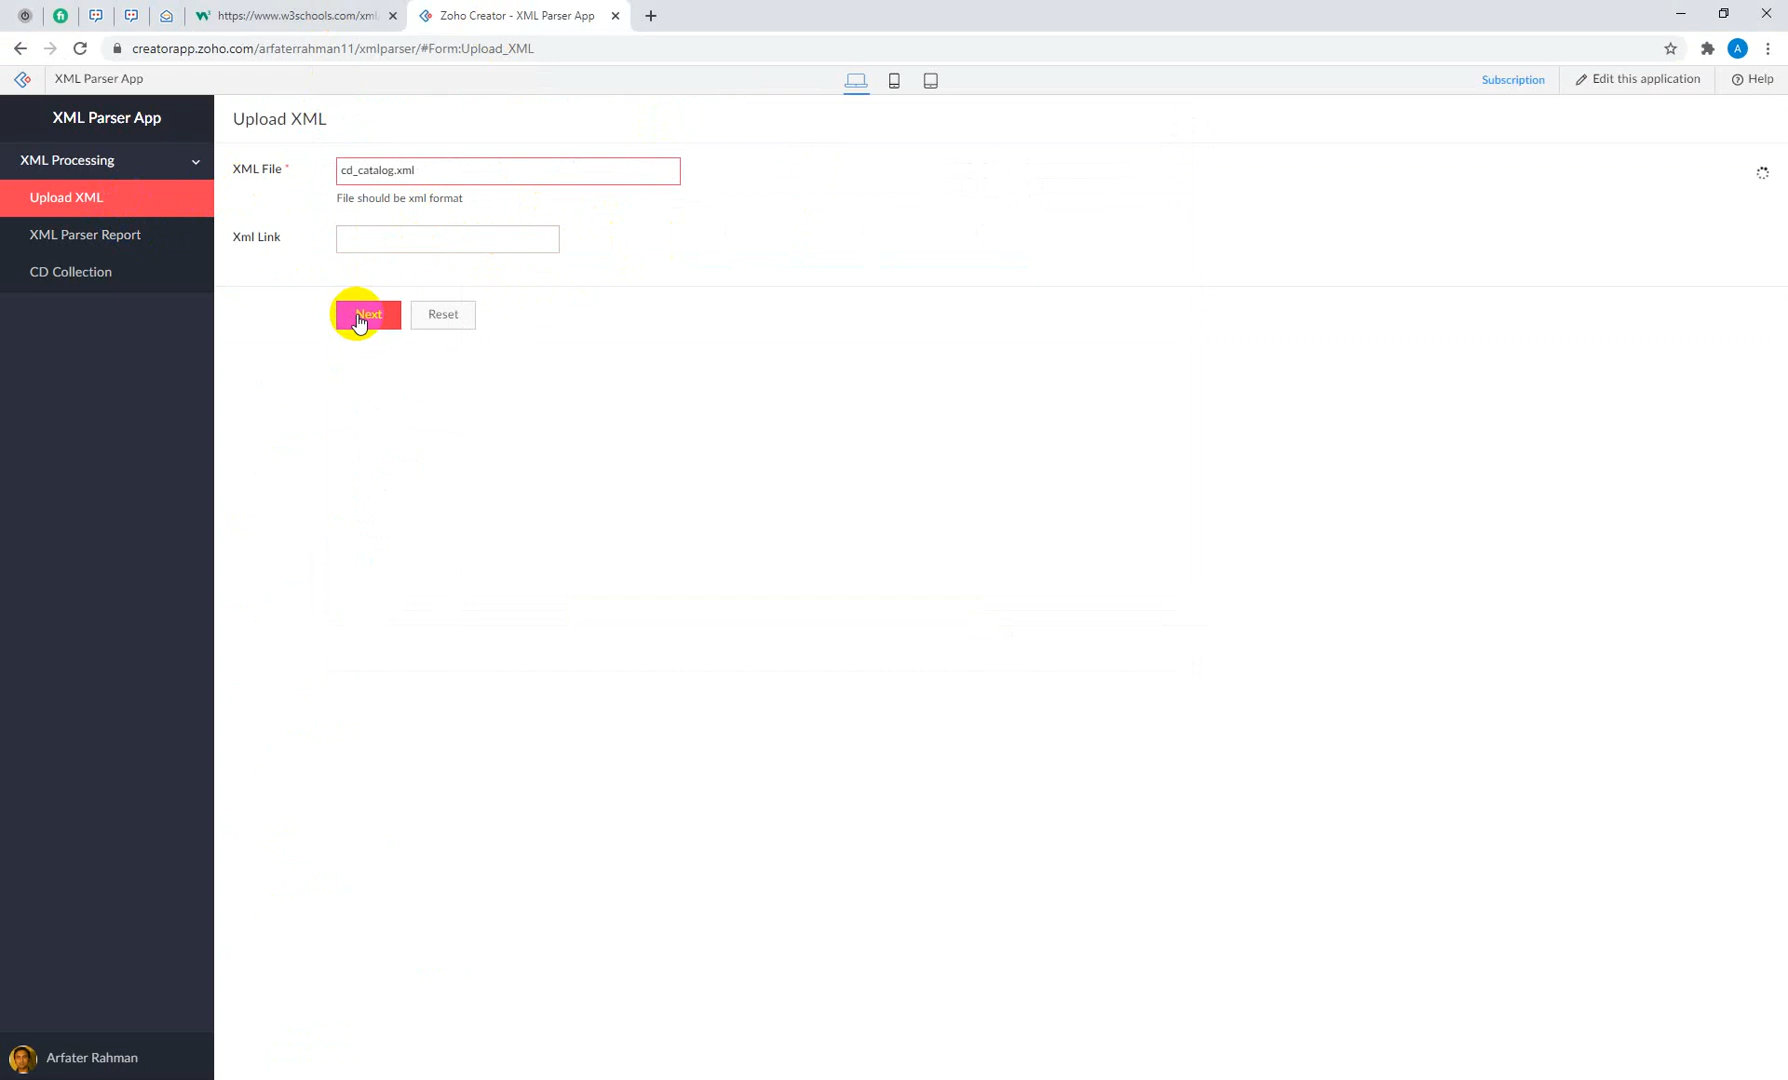 https://www.w3schools.com/xml
Zoho Creator - XML Parser App
creatorapp.zoho.com/arfaterrahman11/xmlparser/#Form:Upload_XML
A
XML Parser App
Subscription
Edit this application
Help
XML Parser App
XML Processing
Upload XML
XML Parser Report
CD Collection
Upload XML
XML File *
cd_catalog.xml
File should be xml format
Xml Link
Next
Reset
Arfater Rahman